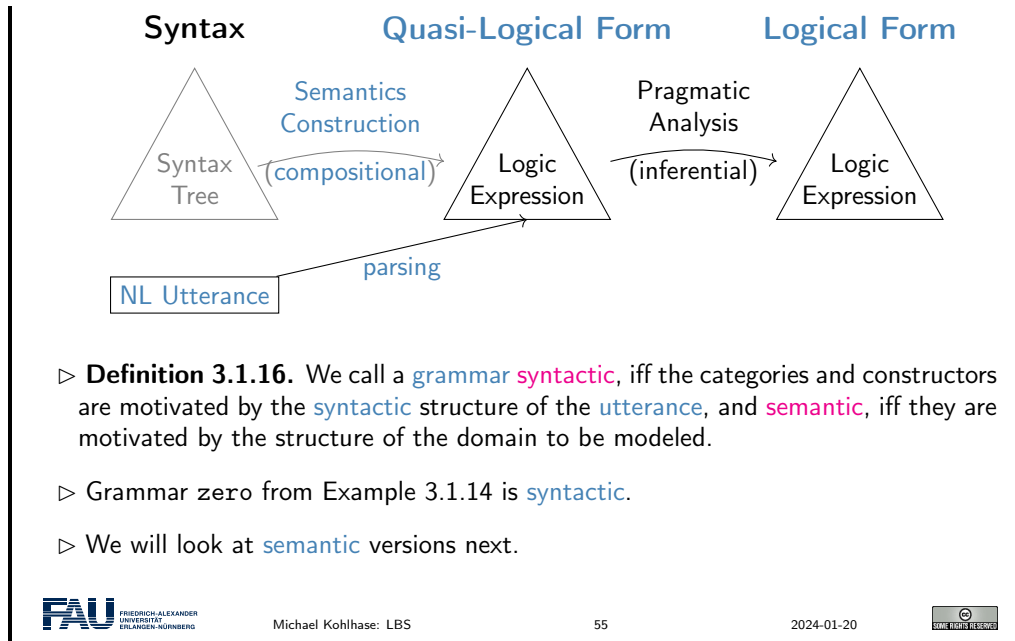 Syntax Quasi-Logical Form Logical Form
Semantics
Construction
(compositional)
Pragmatic
Analysis
(inferential)
Syntax
Tree
Logic
Expression
Logic
Expression
parsing
NL Utterance
▷ Definition 3.1.16. We call a grammar syntactic, iff the categories and constructors
are motivated by the syntactic structure of the utterance, and semantic, iff they are
motivated by the structure of the domain to be modeled.
▷ Grammar zero from Example 3.1.14 is syntactic.
▷ We will look at semantic versions next.
FAU
FRIEDRICH-ALEXANDER
UNIVERSITÄT
ERLANGEN-NÜRNBERG
Michael Kohlhase: LBS 55 2024-01-20
cc
SOME RIGHTS RESERVED